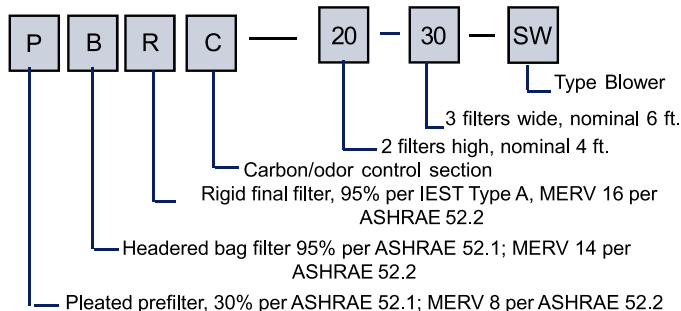 P B R C — 20 – 30 – SW
Type Blower
3 filters wide, nominal 6 ft.
2 filters high, nominal 4 ft.
Carbon/odor control section
Rigid final filter, 95% per IEST Type A, MERV 16 per
ASHRAE 52.2
Headered bag filter 95% per ASHRAE 52.1; MERV 14 per
ASHRAE 52.2
Pleated prefilter, 30% per ASHRAE 52.1; MERV 8 per ASHRAE 52.2